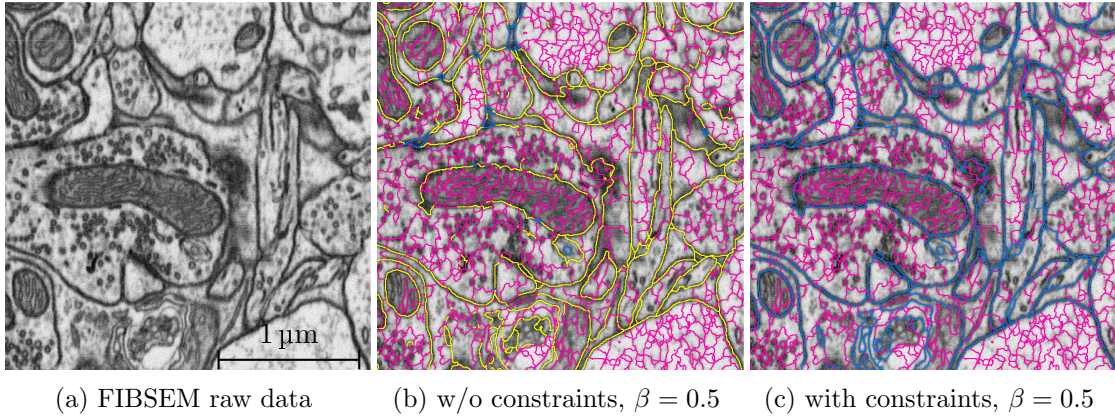 1 µm
(a) FIBSEM raw data
(b) w/o constraints, β = 0.5
(c) with constraints, β = 0.5